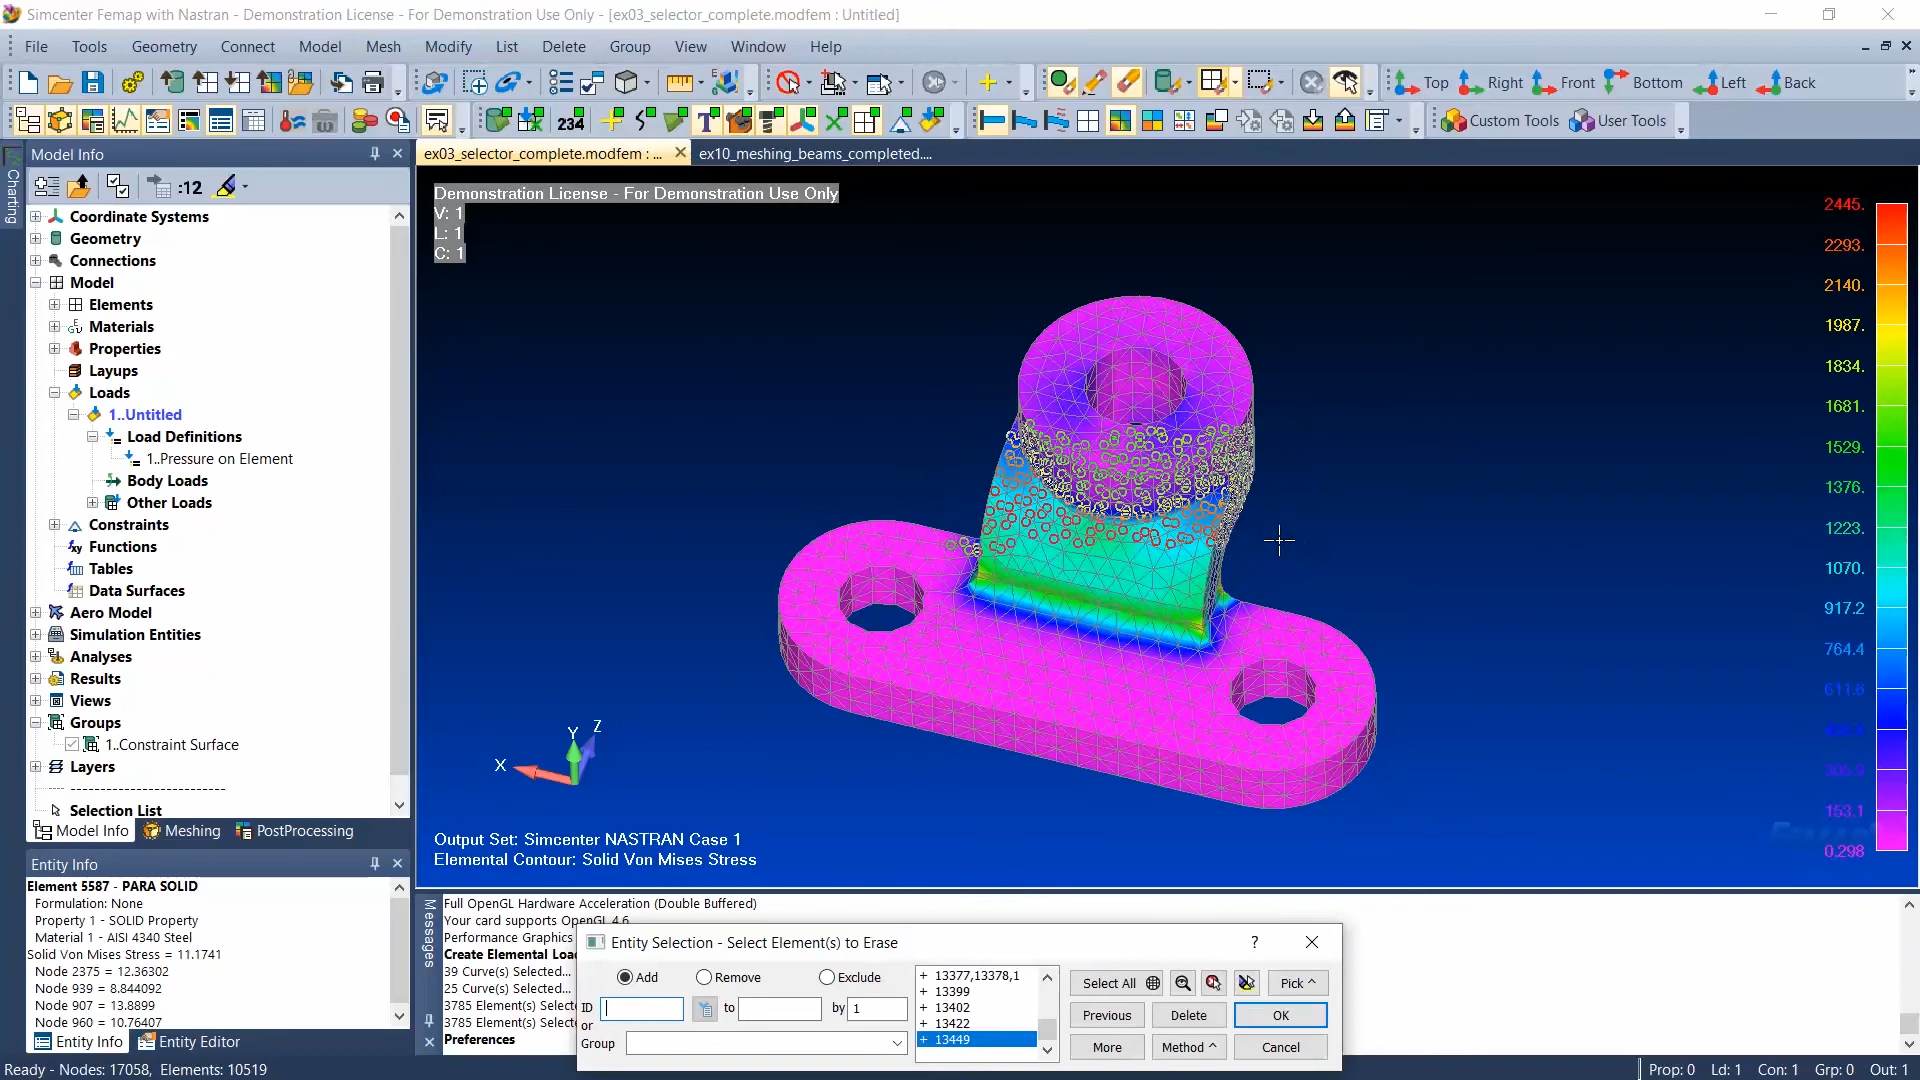 Simcenter Femap with Nastran - Demonstration License - For Demonstration Use Only - [ex03_selector_complete.modfem : Untitled]
File Tools Geometry Connect Model Mesh Modify List Delete Group View Window Help
Top Right Front Bottom Left Back
234
Custom Tools User Tools
Charting
Model Info
ex03_selector_complete.modfem : ...
ex10_meshing_beams_completed....
:12
Coordinate Systems
Geometry
Connections
Model
Elements
Materials
Properties
Layups
Loads
1..Untitled
Load Definitions
1..Pressure on Element
Body Loads
Other Loads
Constraints
Functions
Tables
Data Surfaces
Aero Model
Simulation Entities
Analyses
Results
Views
Groups
1..Constraint Surface
Layers
Selection List
Model Info Meshing PostProcessing
Demonstration License - For Demonstration Use Only
V: 1
L: 1
C: 1
2445.
2293.
2140.
1987.
1834.
1681.
1529.
1376.
1223.
1070.
917.2
764.4
611.6
305.9
153.1
0.298
X Y Z
Output Set: Simcenter NASTRAN Case 1
Elemental Contour: Solid Von Mises Stress
Entity Info
Element 5587 - PARA SOLID
Formulation: None
Property 1 - SOLID Property
Material 1 - AISI 4340 Steel
Solid Von Mises Stress = 11.1741
Node 2375 = 12.36302
Node 939 = 8.844092
Node 907 = 13.8899
Node 960 = 10.76407
Entity Info Entity Editor
Messages
Full OpenGL Hardware Acceleration (Double Buffered)
Your card supports OpenGL 4.6
Performance Graphics
Create Elemental Loa
39 Curve(s) Selected...
25 Curve(s) Selected...
3785 Element(s) Selecte
3785 Element(s) Selecte
Preferences
Entity Selection - Select Element(s) to Erase
? 
Add Remove Exclude
ID to by 1
or
Group
+ 13377,13378,1
+ 13399
+ 13402
+ 13422
+ 13449
Select All Pick ^
Previous Delete OK
More Method ^ Cancel
Ready - Nodes: 17058, Elements: 10519
Prop: 0 Ld: 1 Con: 1 Grp: 0 Out: 1